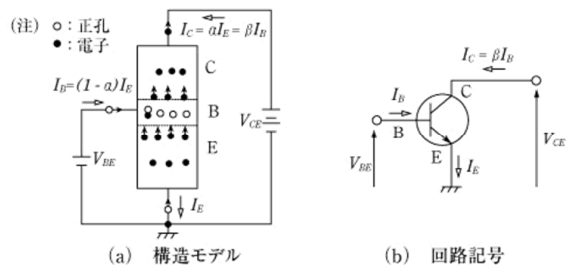 (注) ○:正孔
●:電子
I_C = αI_E = βI_B
I_B=(1-α)I_E
C
B
E
V_BE
V_CE
I_E
(a) 構造モデル
I_C = βI_B
C
I_B
B
E
V_BE
I_E
V_CE
(b) 回路記号